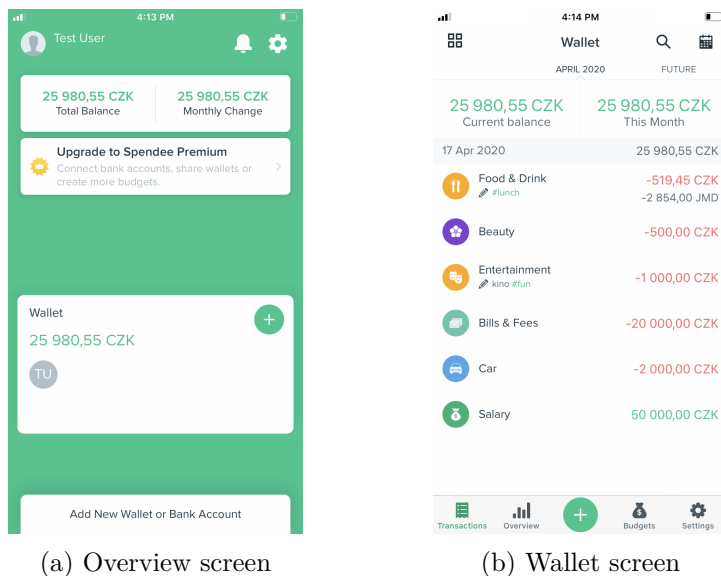 4:13 PM
Test User
25 980,55 CZK
Total Balance
25 980,55 CZK
Monthly Change
Upgrade to Spendee Premium
Connect bank accounts, share wallets or
create more budgets.
Wallet
25 980,55 CZK
TU
Add New Wallet or Bank Account
(a) Overview screen
4:14 PM
Wallet
APRIL 2020
FUTURE
25 980,55 CZK
Current balance
25 980,55 CZK
This Month
17 Apr 2020
25 980,55 CZK
Food & Drink
-519,45 CZK
#lunch
-2 854,00 JMD
Beauty
-500,00 CZK
Entertainment
kino #fun
-1 000,00 CZK
Bills & Fees
-20 000,00 CZK
Car
-2 000,00 CZK
Salary
50 000,00 CZK
Transactions
Overview
Budgets
Settings
(b) Wallet screen